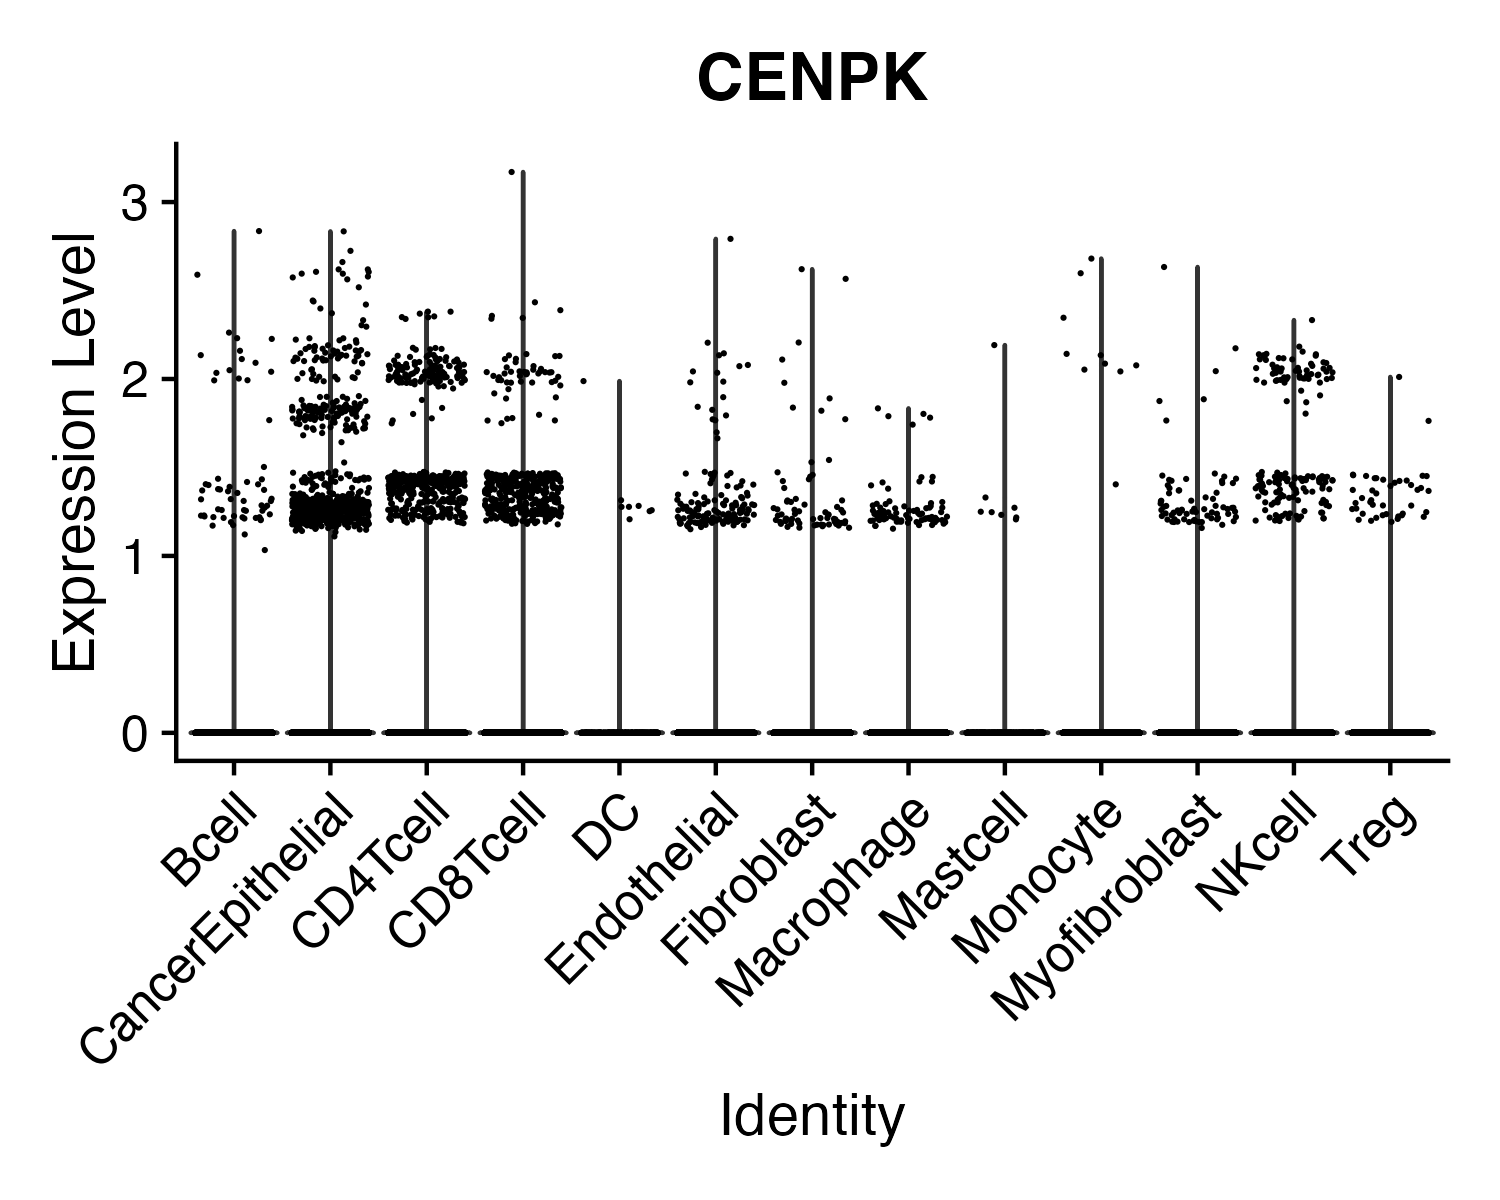 CENPK
Expression Level
3
2
1
0
Bcell
CancerEpithelial
CD4Tcell
CD8Tcell
DC
Endothelial
Fibroblast
Macrophage
Mastcell
Monocyte
Myofibroblast
NKcell
Treg
Identity